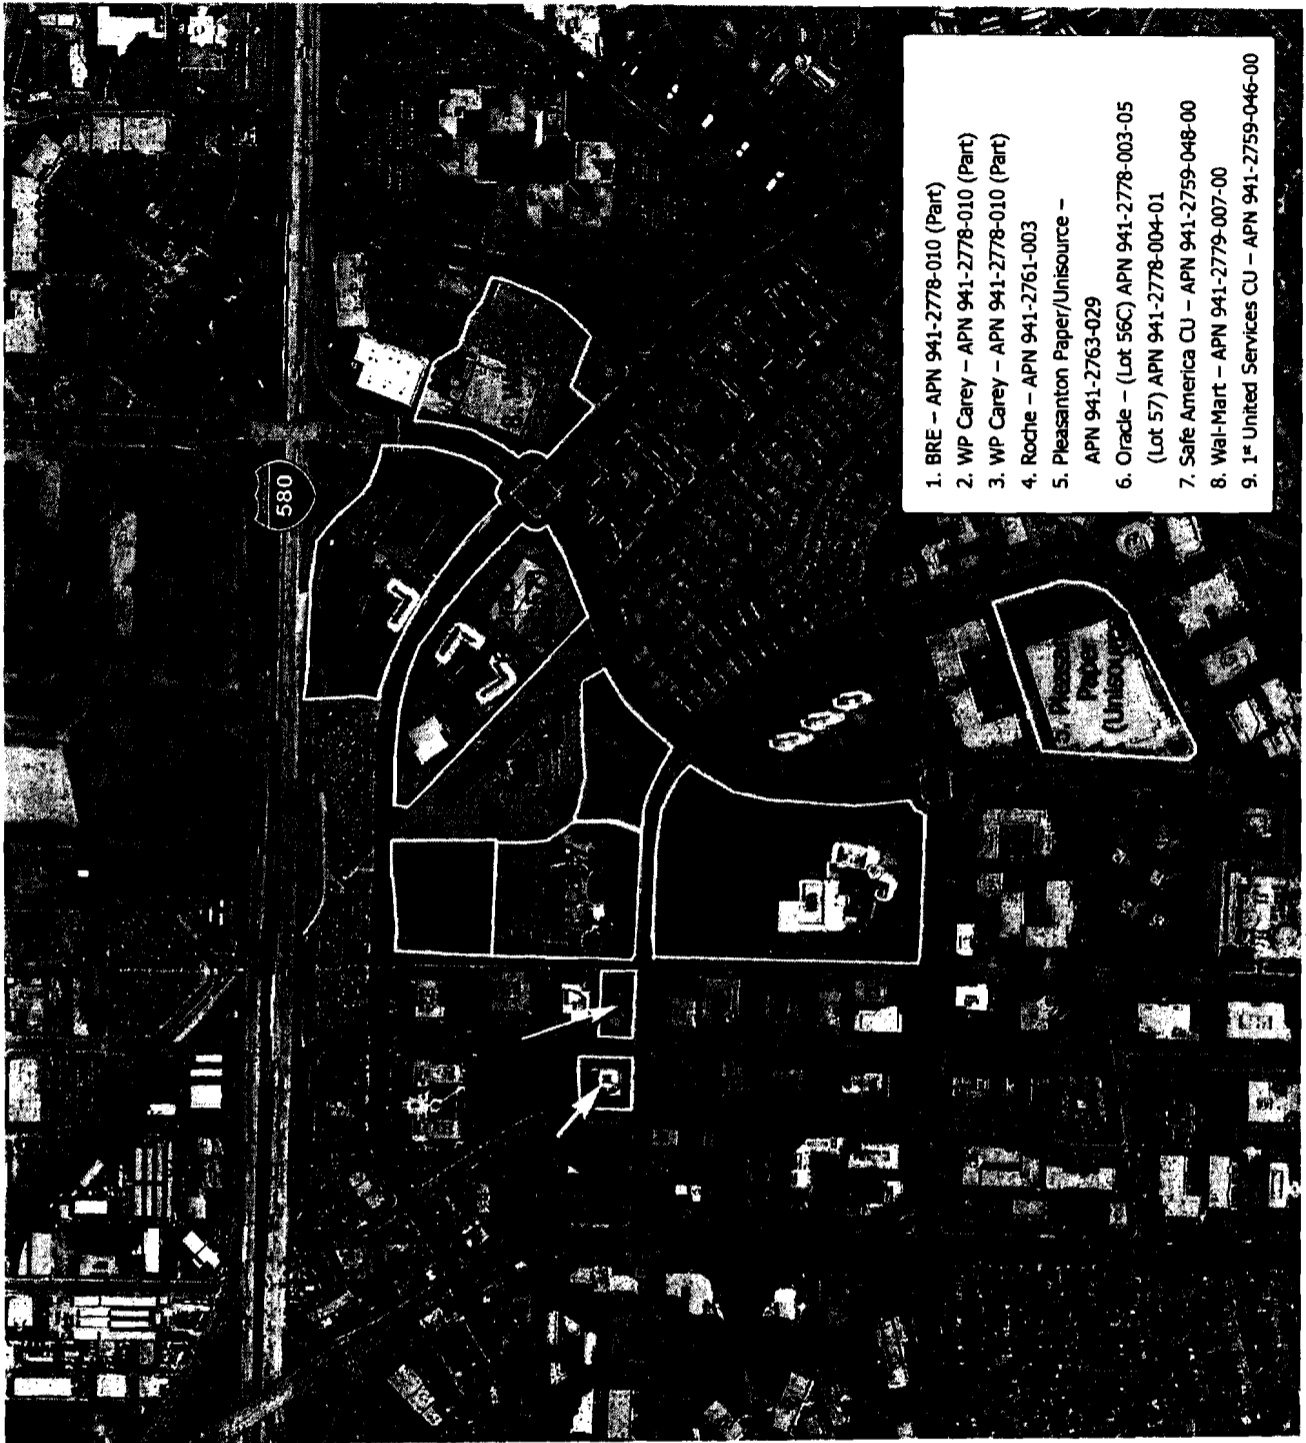 580
1. BRE – APN 941-2778-010 (Part)
2. WP Carey – APN 941-2778-010 (Part)
3. WP Carey – APN 941-2778-010 (Part)
4. Roche – APN 941-2761-003
5. Pleasanton Paper/Unisource –
APN 941-2763-029
6. Oracle – (Lot 56C) APN 941-2778-003-05
(Lot 57) APN 941-2778-004-01
7. Safe America CU – APN 941-2759-048-00
8. Wal-Mart – APN 941-2779-007-00
9. 1st United Services CU – APN 941-2759-046-00
Paper